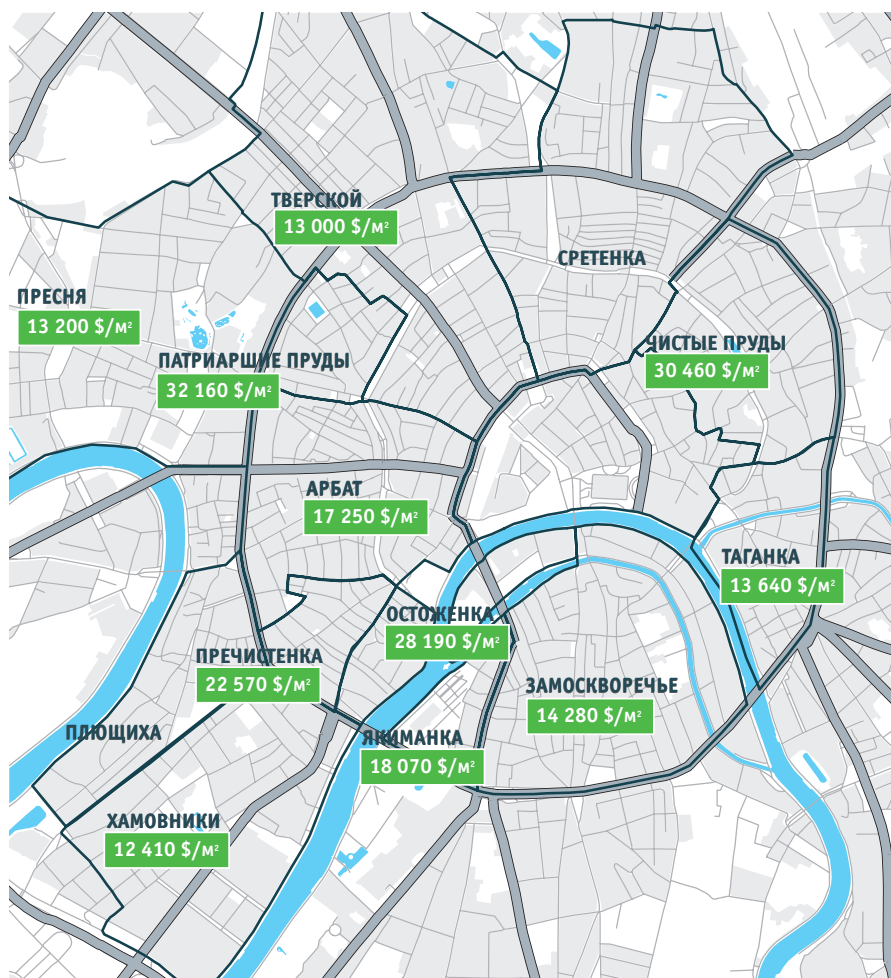 ТВЕРСКОЙ
13 000 $/м²
СРЕТЕНКА
ПРЕСНЯ
13 200 $/м²
ПАТРИАРШИЕ ПРУДЫ
32 160 $/м²
ЧИСТЫЕ ПРУДЫ
30 460 $/м²
АРБАТ
17 250 $/м²
ТАГАНКА
13 640 $/м²
ОСТОЖЕНКА
28 190 $/м²
ПРЕЧИСТЕНКА
22 570 $/м²
ЗАМОСКВОРЕЧЬЕ
14 280 $/м²
ПЛЮЩИХА
ЯКИМАНКА
18 070 $/м²
ХАМОВНИКИ
12 410 $/м²